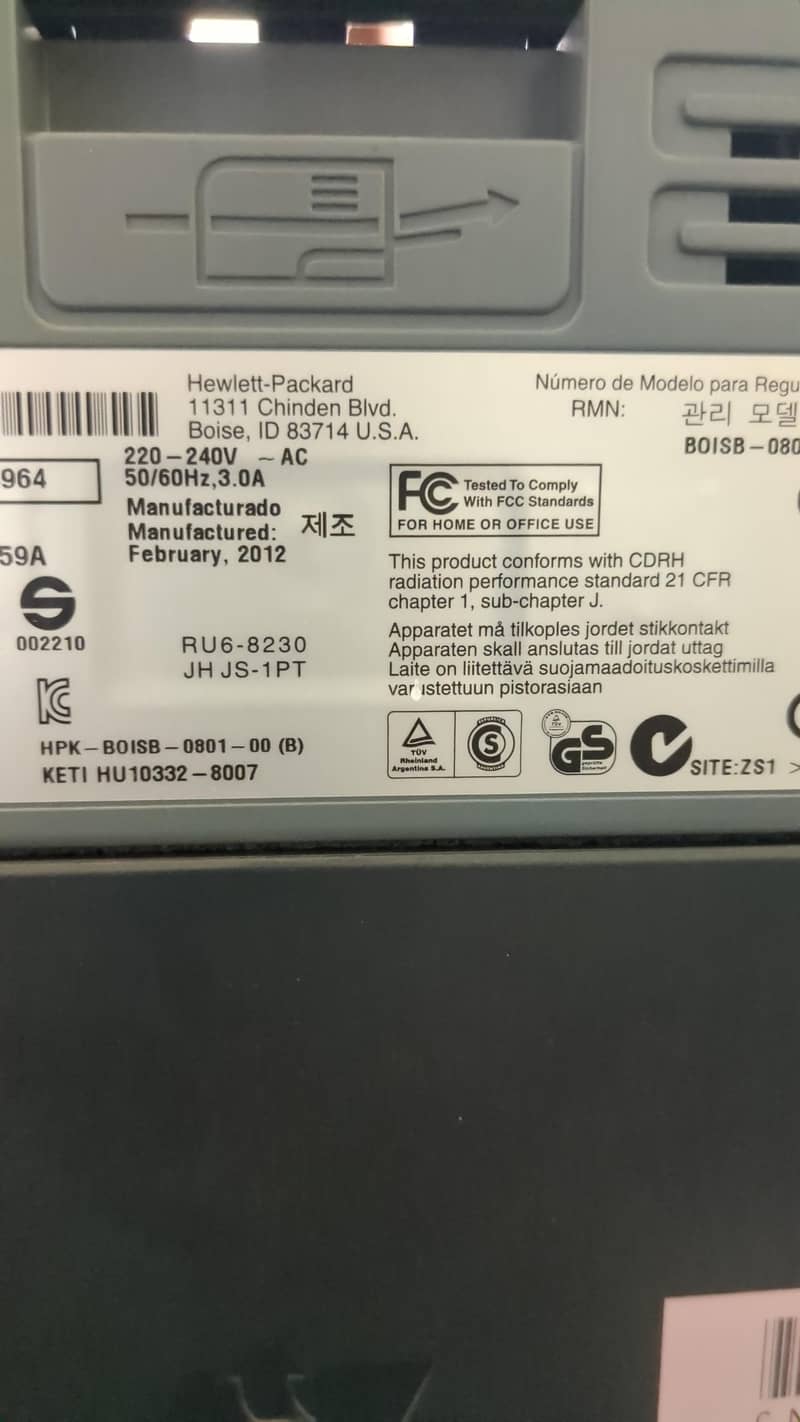 Hewlett-Packard
11311 Chinden Blvd.
Boise, ID 83714 U.S.A.
964
220-240V ~ AC
50/60Hz,3.0A
Manufacturado
Manufactured: 제조
February, 2012
59A
002210
RU6-8230
JH JS-1PT
HPK-BOISB-0801-00 (B)
KETI HU10332-8007
Número de Modelo para Regu
RMN: 관리 모델
BOISB-080
FC Tested To Comply
With FCC Standards
FOR HOME OR OFFICE USE
This product conforms with CDRH
radiation performance standard 21 CFR
chapter 1, sub-chapter J.
Apparatet må tilkoples jordet stikkontakt
Apparaten skall anslutas till jordat uttag
Laite on liitettävä suojamaadoituskoskettimilla
varustettuun pistorasiaan
TÜV
Rheinland
Argentina S.A.
S
GS
geprüfte
Sicherheit
SITE:ZS1 >